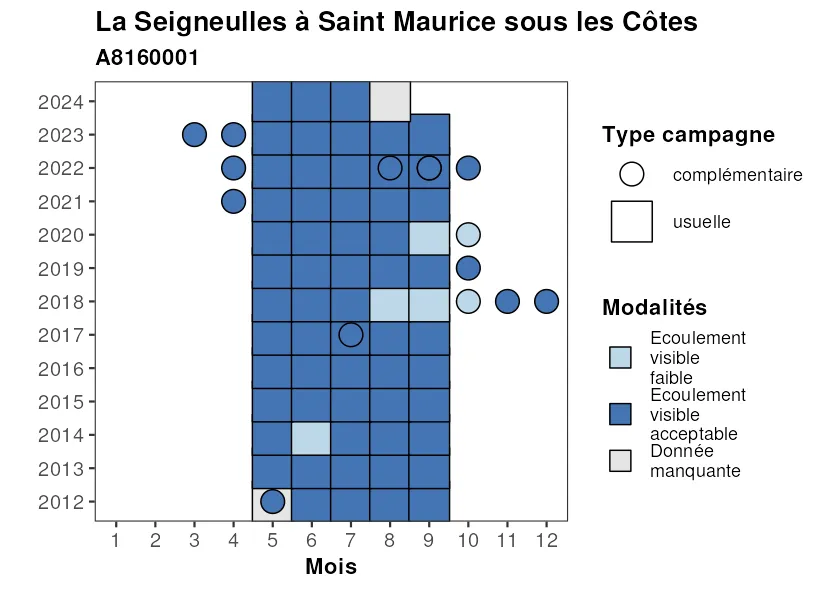 La Seigneulles à Saint Maurice sous les Côtes
A8160001
2024
2023
2022
2021
2020
2019
2018
2017
2016
2015
2014
2013
2012
1 2 3 4 5 6 7 8 9 10 11 12
Mois
Type campagne
complémentaire
usuelle
Modalités
Ecoulement
visible
faible
Ecoulement
visible
acceptable
Donnée
manquante